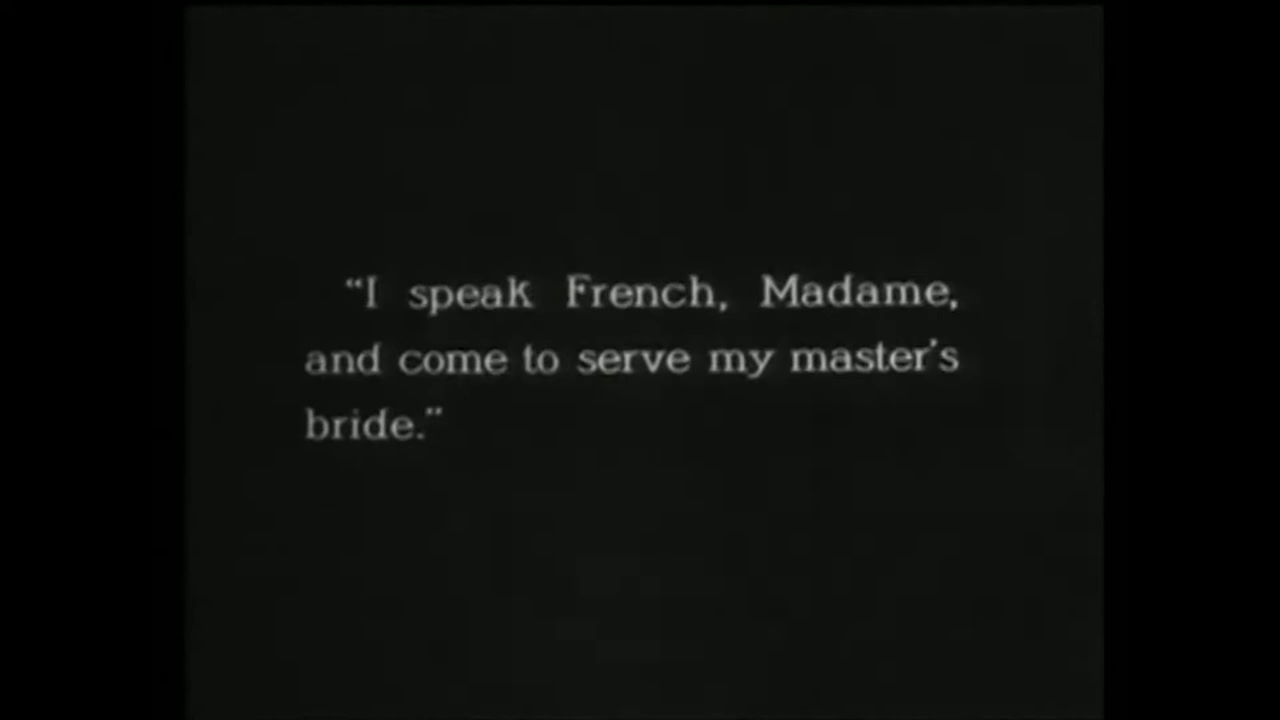 “I speak French, Madame,
and come to serve my master's
bride.”